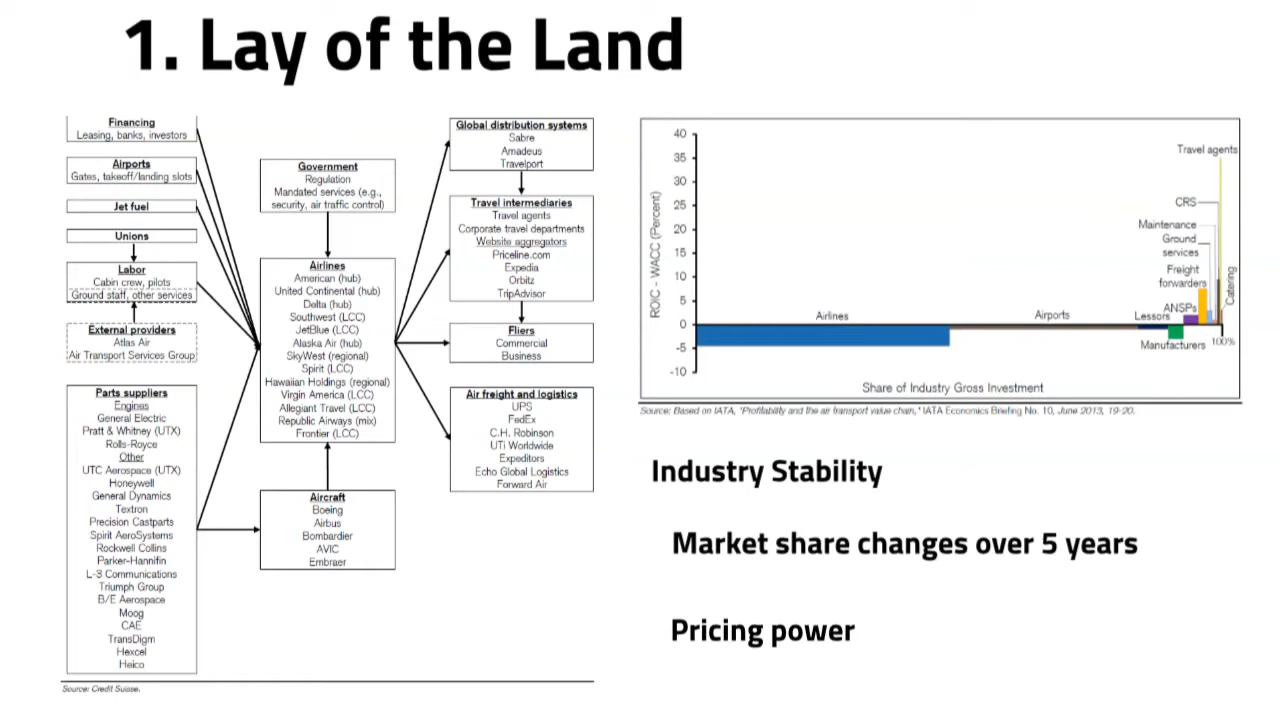 1. Lay of the Land
Financing
Leasing, banks, investors
Airports
Gates, takeoff/landing slots
Jet fuel
Unions
Labor
Cabin crew, pilots
Ground staff, other services
External providers
Atlas Air
Air Transport Services Group
Parts suppliers
Engines
General Electric
Pratt & Whitney (UTX)
Rolls-Royce
Other
UTC Aerospace (UTX)
Honeywell
General Dynamics
Textron
Precision Castparts
Spirit AeroSystems
Rockwell Collins
Parker-Hannifin
L-3 Communications
Triumph Group
B/E Aerospace
Moog
CAE
TransDigm
Hexcel
Heico
Source: Credit Suisse.
Government
Regulation
Mandated services (e.g.,
security, air traffic control)
Airlines
American (hub)
United Continental (hub)
Delta (hub)
Southwest (LCC)
JetBlue (LCC)
Alaska Air (hub)
SkyWest (regional)
Spirit (LCC)
Hawaiian Holdings (regional)
Virgin America (LCC)
Allegiant Travel (LCC)
Republic Airways (mix)
Frontier (LCC)
Aircraft
Boeing
Airbus
Bombardier
AVIC
Embraer
Global distribution systems
Sabre
Amadeus
Travelport
Travel intermediaries
Travel agents
Corporate travel departments
Website aggregators
Priceline.com
Expedia
Orbitz
TripAdvisor
Fliers
Commercial
Business
Air freight and logistics
UPS
FedEx
C.H. Robinson
UTi Worldwide
Expeditors
Echo Global Logistics
Forward Air
ROIC - WACC (Percent)
40
35
30
25
20
15
10
5
0
-5
-10
Airlines
Airports
Lessors
Manufacturers
ANSPs
Freight
forwarders
Ground
services
Maintenance
CRS
Travel agents
Catering
100%
Share of Industry Gross Investment
Source: Based on IATA, "Profitability and the air transport value chain," IATA Economics Briefing No. 10, June 2013, 19-20.
Industry Stability
Market share changes over 5 years
Pricing power